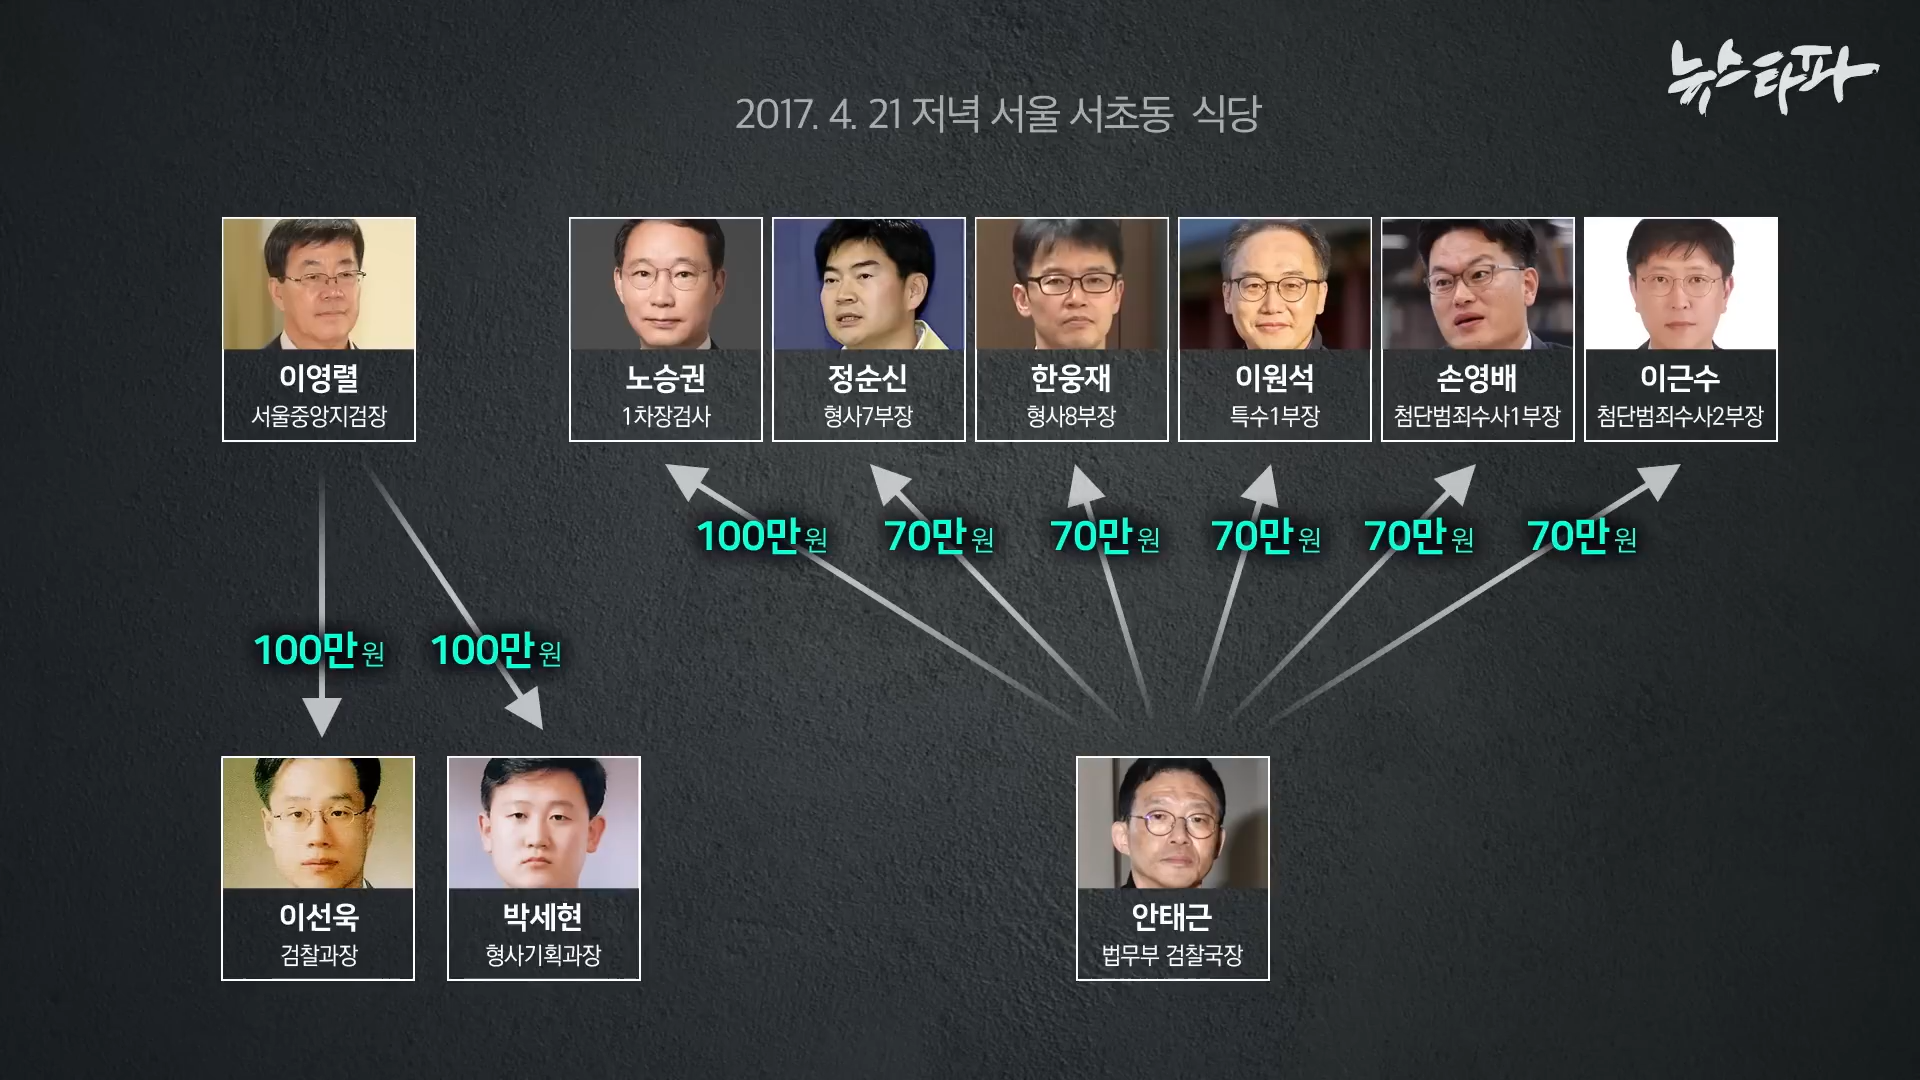 뉴스타파
2017. 4. 21 저녁 서울 서초동 식당
이영렬
서울중앙지검장
노승권
1차장검사
정순신
형사7부장
한웅재
형사8부장
이원석
특수1부장
손영배
첨단범죄수사1부장
이근수
첨단범죄수사2부장
100만원
70만원
70만원
70만원
70만원
70만원
100만원
100만원
이선욱
검찰과장
박세현
형사기획과장
안태근
법무부 검찰국장